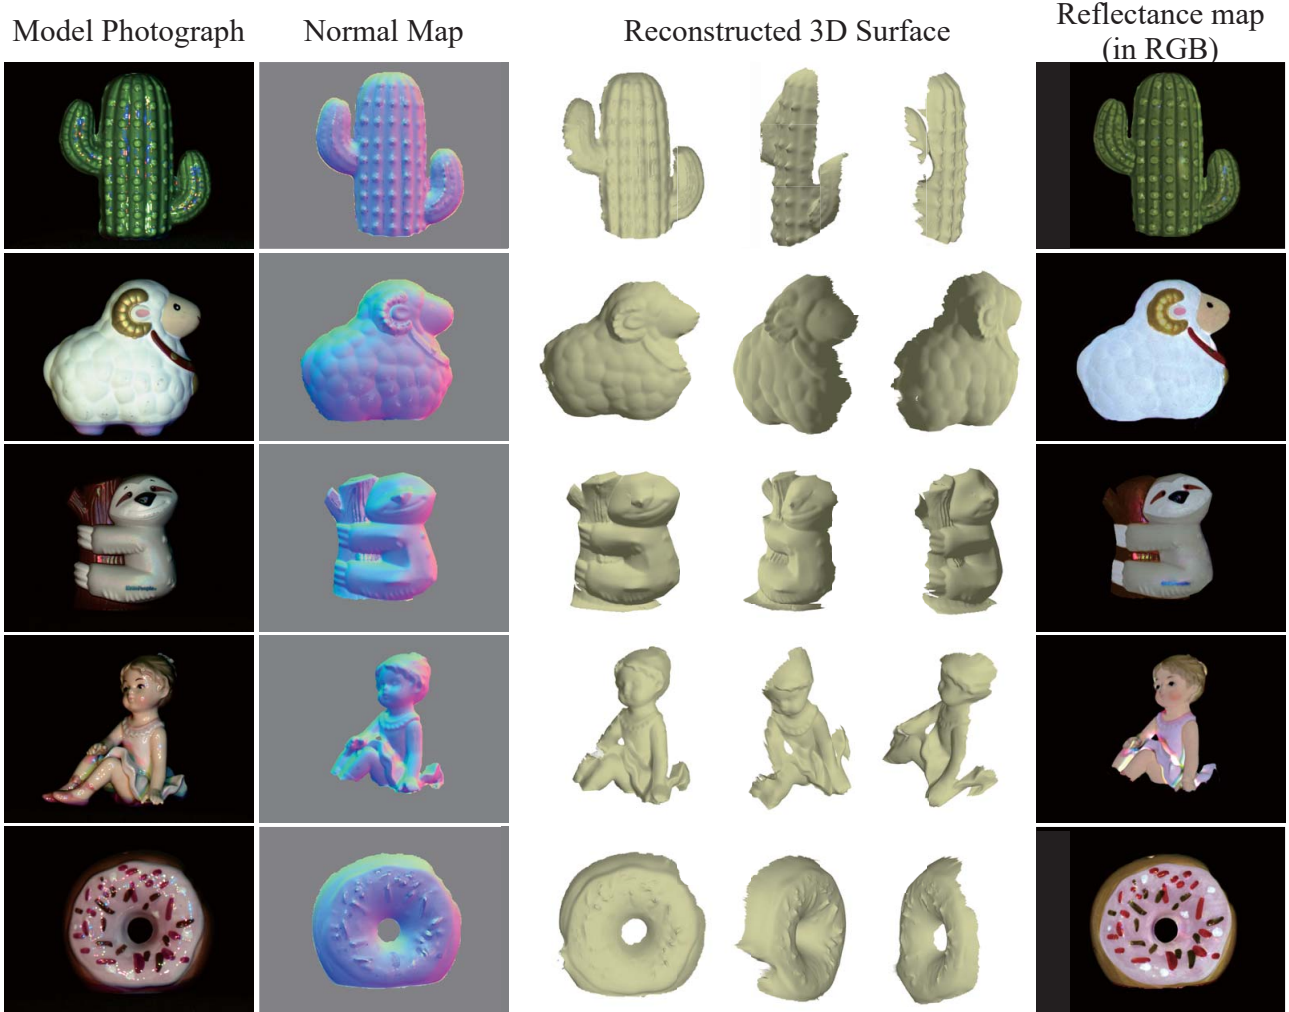 Model Photograph
Normal Map
Reconstructed 3D Surface
Reflectance map
(in RGB)